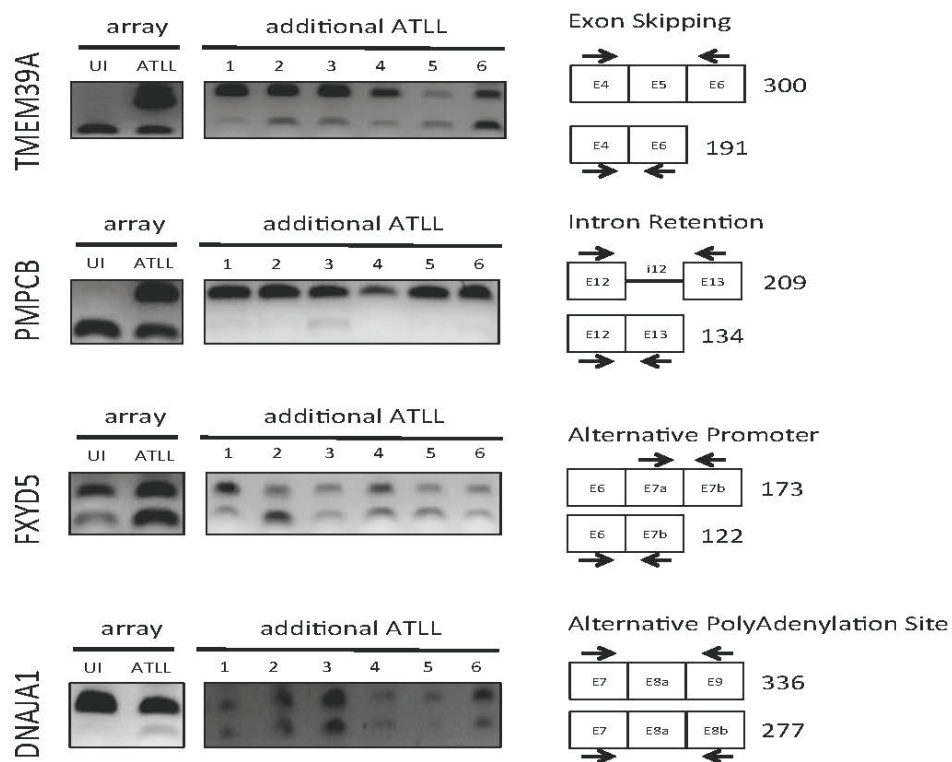 TMEM39A
array
additional ATLL
UI ATLL
1 2 3 4 5 6
Exon Skipping
E4 E5 E6 300
E4 E6 191
PMPCB
array
additional ATLL
UI ATLL
1 2 3 4 5 6
Intron Retention
E12 i12 E13 209
E12 E13 134
FXYD5
array
additional ATLL
UI ATLL
1 2 3 4 5 6
Alternative Promoter
E6 E7a E7b 173
E6 E7b 122
DNAJA1
array
additional ATLL
UI ATLL
1 2 3 4 5 6
Alternative PolyAdenylation Site
E7 E8a E9 336
E7 E8a E8b 277